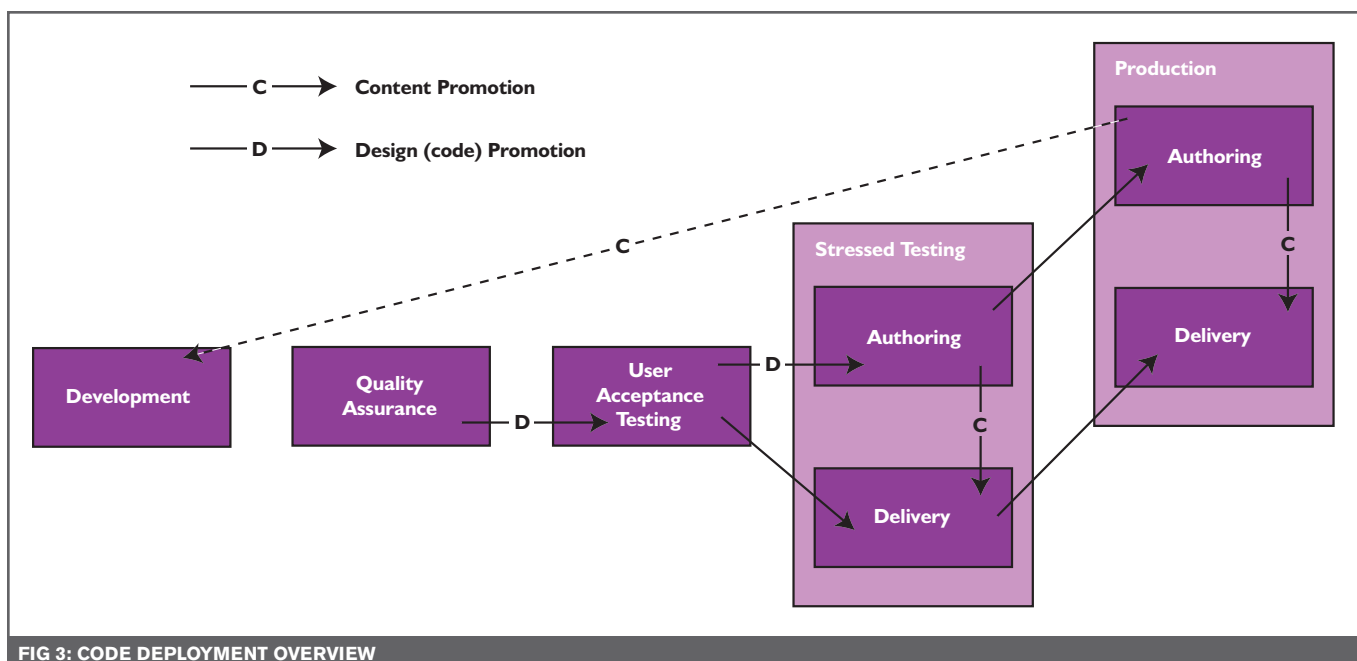 C Content Promotion
D Design (code) Promotion
Production
Authoring
C
Delivery
C
Stressed Testing
Authoring
C
Delivery
Development
Quality
Assurance
D
User
Acceptance
Testing
D
FIG 3: CODE DEPLOYMENT OVERVIEW